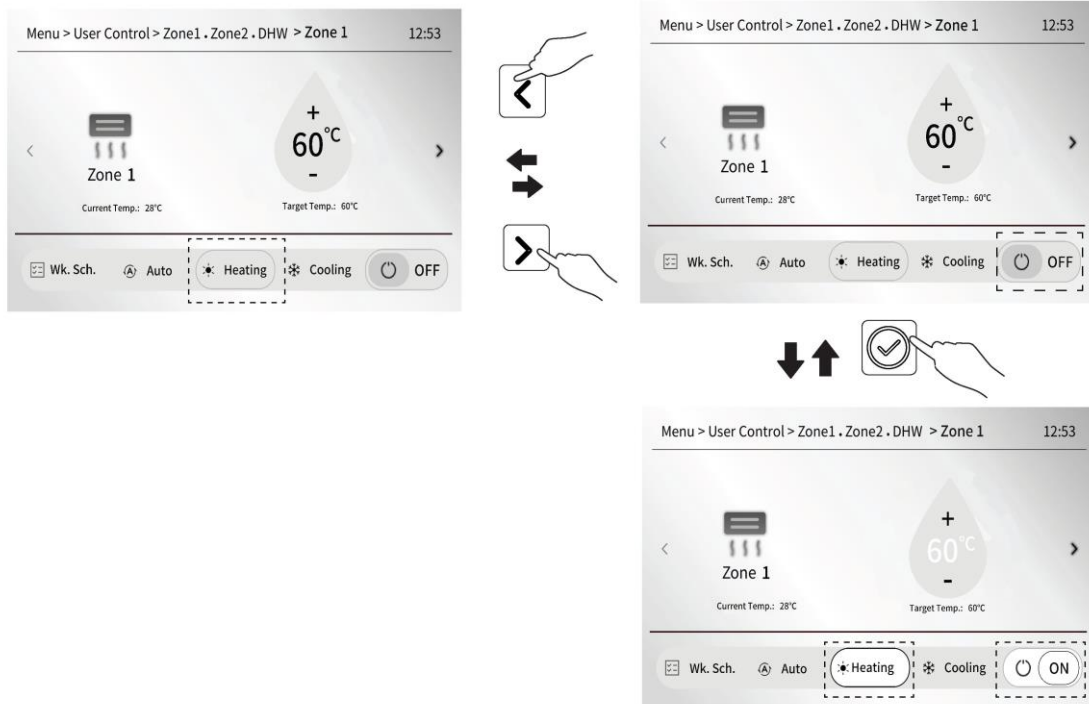 Menu > User Control > Zone1 . Zone2 . DHW > Zone 1 12:53
+
60°C
-
Zone 1
Current Temp.: 28°C Target Temp.: 60°C
Wk. Sch. Auto Heating Cooling OFF
Menu > User Control > Zone1 . Zone2 . DHW > Zone 1 12:53
+
60°C
-
Zone 1
Current Temp.: 28°C Target Temp.: 60°C
Wk. Sch. Auto Heating Cooling OFF
Menu > User Control > Zone1 . Zone2 . DHW > Zone 1 12:53
+
60°C
-
Zone 1
Current Temp.: 28°C Target Temp.: 60°C
Wk. Sch. Auto Heating Cooling ON